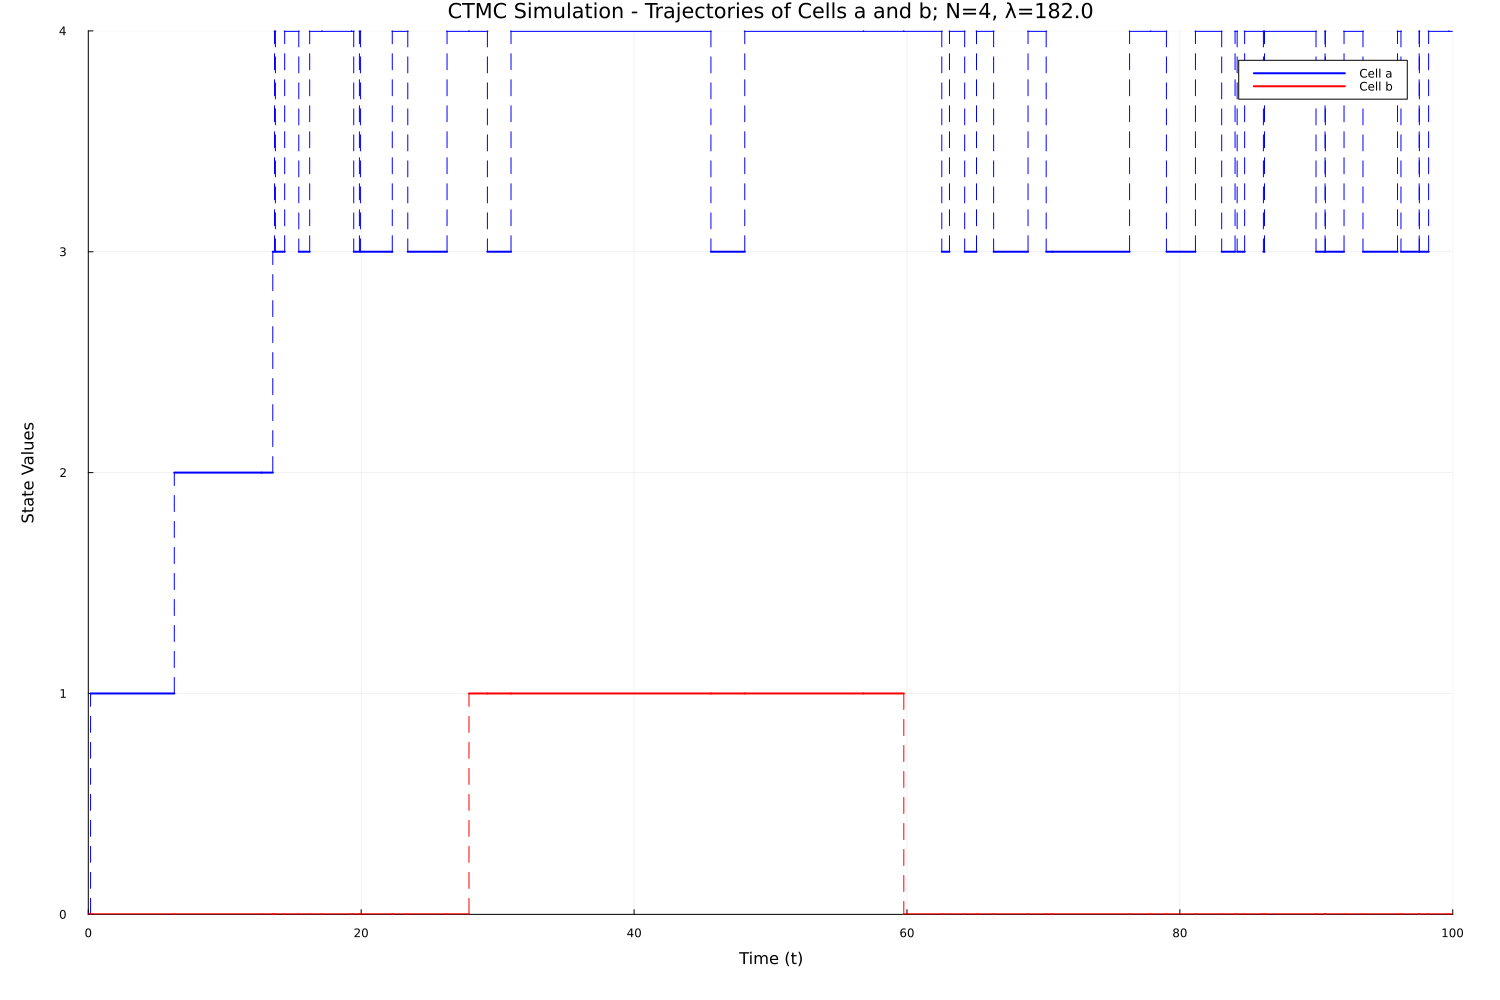 CTMC Simulation - Trajectories of Cells a and b; N=4, λ=182.0
4
Cell a
Cell b
3
State Values
2
1
0
0 20 40 60 80 100
Time (t)